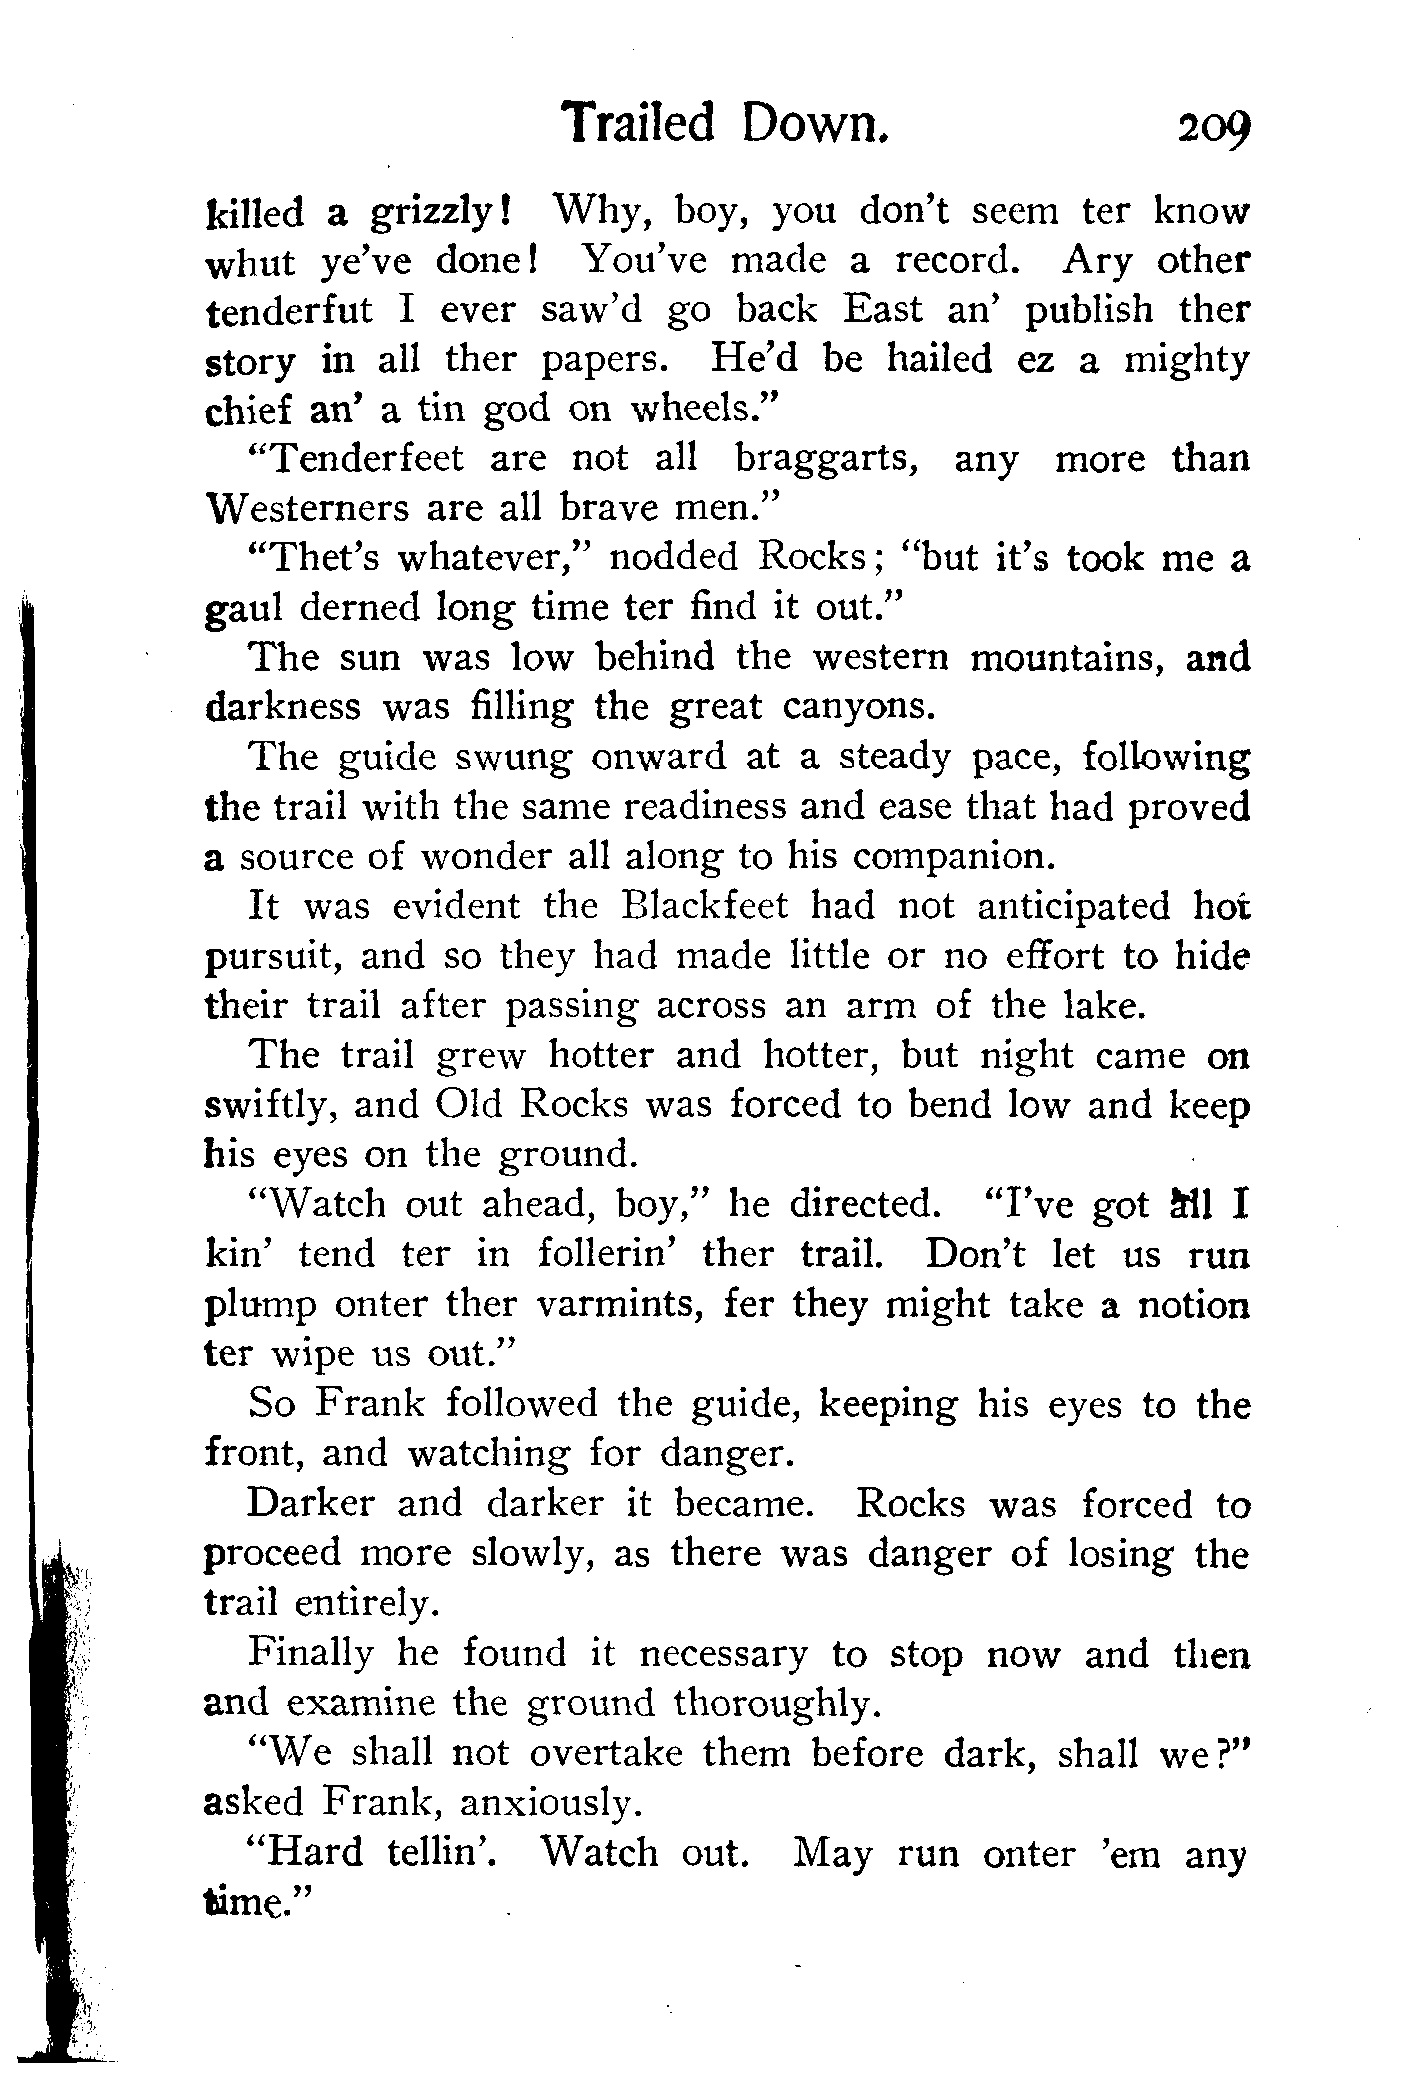 Trailed Down. 209
killed a grizzly! Why, boy, you don't seem ter know
whut ye've done! You've made a record. Ary other
tenderfut I ever saw'd go back East an' publish ther
story in all ther papers. He'd be hailed ez a mighty
chief an' a tin god on wheels."
"Tenderfeet are not all braggarts, any more than
Westerners are all brave men."
"Thet's whatever," nodded Rocks; "but it's took me a
gaul derned long time ter find it out."
The sun was low behind the western mountains, and
darkness was filling the great canyons.
The guide swung onward at a steady pace, following
the trail with the same readiness and ease that had proved
a source of wonder all along to his companion.
It was evident the Blackfeet had not anticipated hot
pursuit, and so they had made little or no effort to hide
their trail after passing across an arm of the lake.
The trail grew hotter and hotter, but night came on
swiftly, and Old Rocks was forced to bend low and keep
his eyes on the ground.
"Watch out ahead, boy," he directed. "I've got all I
kin' tend ter in follerin' ther trail. Don't let us run
plump onter ther varmints, fer they might take a notion
ter wipe us out."
So Frank followed the guide, keeping his eyes to the
front, and watching for danger.
Darker and darker it became. Rocks was forced to
proceed more slowly, as there was danger of losing the
trail entirely.
Finally he found it necessary to stop now and then
and examine the ground thoroughly.
"We shall not overtake them before dark, shall we?"
asked Frank, anxiously.
"Hard tellin'. Watch out. May run onter 'em any
time."